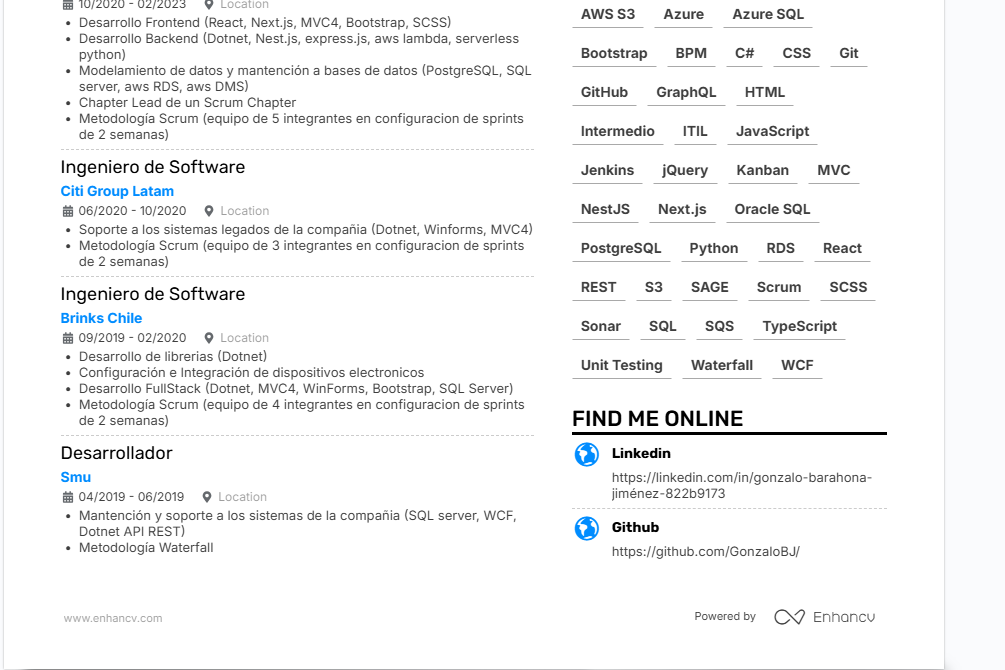 10/2020 - 02/2023 Location
Desarrollo Frontend (React, Next.js, MVC4, Bootstrap, SCSS)
Desarrollo Backend (Dotnet, Nest.js, express.js, aws lambda, serverless
python)
Modelamiento de datos y mantención a bases de datos (PostgreSQL, SQL
server, aws RDS, aws DMS)
Chapter Lead de un Scrum Chapter
Metodología Scrum (equipo de 5 integrantes en configuracion de sprints
de 2 semanas)
Ingeniero de Software
Citi Group Latam
06/2020 - 10/2020 Location
Soporte a los sistemas legados de la compañia (Dotnet, Winforms, MVC4)
Metodología Scrum (equipo de 3 integrantes en configuracion de sprints
de 2 semanas)
Ingeniero de Software
Brinks Chile
09/2019 - 02/2020 Location
Desarrollo de librerias (Dotnet)
Configuración e Integración de dispositivos electronicos
Desarrollo FullStack (Dotnet, MVC4, WinForms, Bootstrap, SQL Server)
Metodología Scrum (equipo de 4 integrantes en configuracion de sprints
de 2 semanas)
Desarrollador
Smu
04/2019 - 06/2019 Location
Mantención y soporte a los sistemas de la compañia (SQL server, WCF,
Dotnet API REST)
Metodología Waterfall
AWS S3 Azure Azure SQL
Bootstrap BPM C# CSS Git
GitHub GraphQL HTML
Intermedio ITIL JavaScript
Jenkins jQuery Kanban MVC
NestJS Next.js Oracle SQL
PostgreSQL Python RDS React
REST S3 SAGE Scrum SCSS
Sonar SQL SQS TypeScript
Unit Testing Waterfall WCF
FIND ME ONLINE
Linkedin
https://linkedin.com/in/gonzalo-barahona-
jiménez-822b9173
Github
https://github.com/GonzaloBJ/
www.enhancv.com
Powered by Enhancv